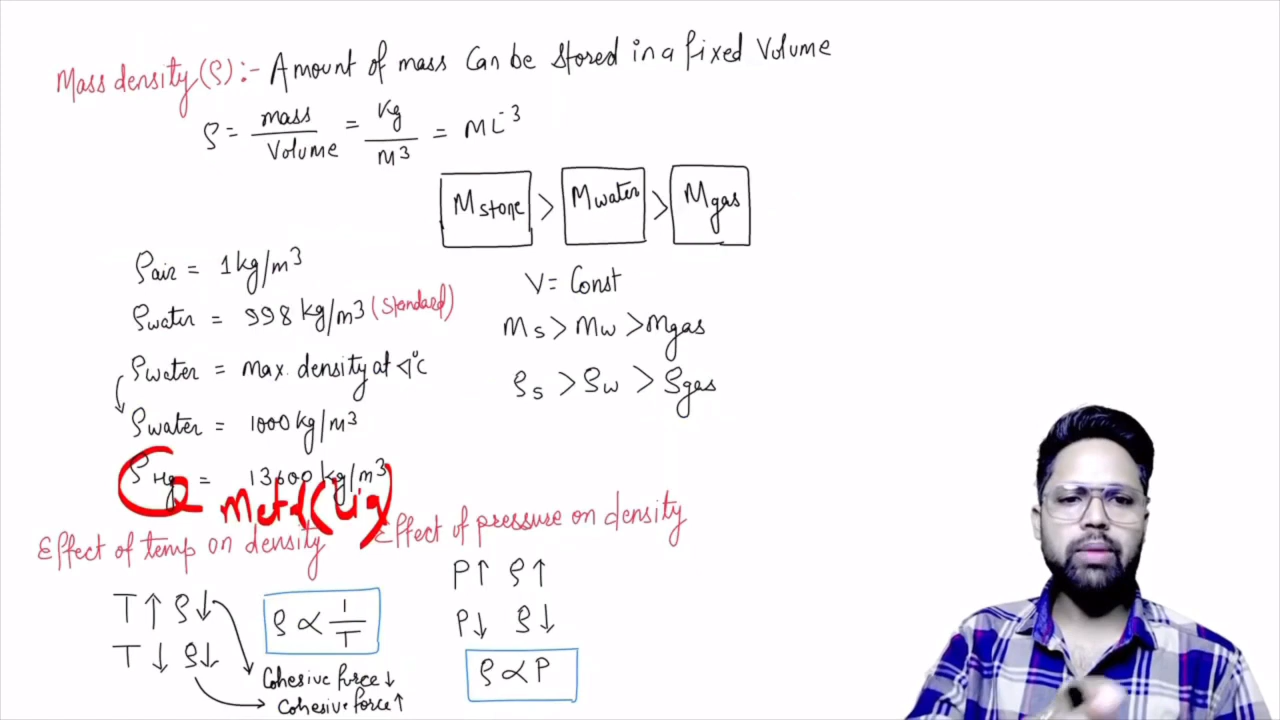 Mass density (ρ) :- Amount of mass Can be Stored in a fixed Volume
ρ = mass/Volume = Kg/M³ = ML⁻³
Mstone > Mwater > Mgas
ρair = 1kg/m³
ρwater = 998 kg/m³ (Standard)
ρwater = max. density at 4°C
ρwater = 1000 kg/m³
ρHg = 13600 kg/m³
V = Const
Ms > Mw > Mgas
ρs > ρw > ρgas
(Liq)
Effect of temp on density
T↑ ρ↓
T↓ ρ↓
ρ ∝ 1/T
Cohesive force ↓
Cohesive force ↑
Effect of pressure on density
P↑ ρ↑
P↓ ρ↓
ρ ∝ P